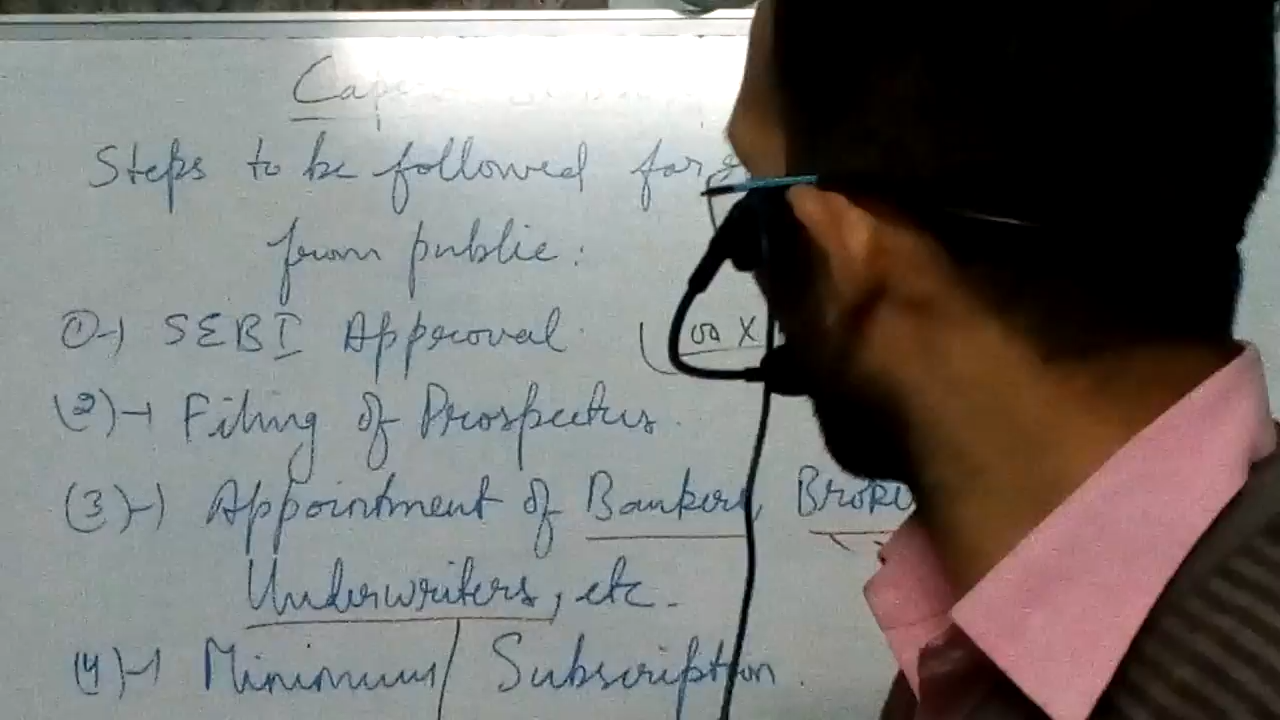 Cap
Steps to be followed for
from public:
(1)→ SEBI Approval. (00 X
(2)→ Filing of Prospectus.
(3)→ Appointment of Bankers, Broke
Underwriters, etc.
(4)→ Minimum Subscription.